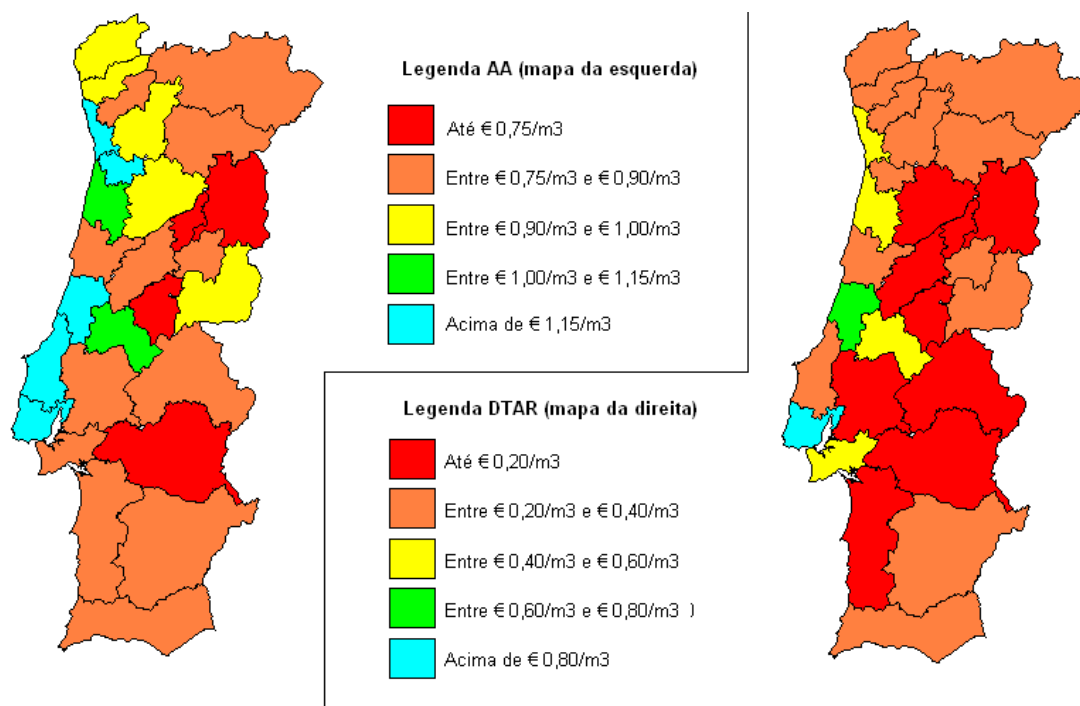 Legenda AA (mapa da esquerda)
Até € 0,75/m3
Entre € 0,75/m3 e € 0,90/m3
Entre € 0,90/m3 e € 1,00/m3
Entre € 1,00/m3 e € 1,15/m3
Acima de € 1,15/m3
Legenda DTAR (mapa da direita)
Até € 0,20/m3
Entre € 0,20/m3 e € 0,40/m3
Entre € 0,40/m3 e € 0,60/m3
Entre € 0,60/m3 e € 0,80/m3 )
Acima de € 0,80/m3